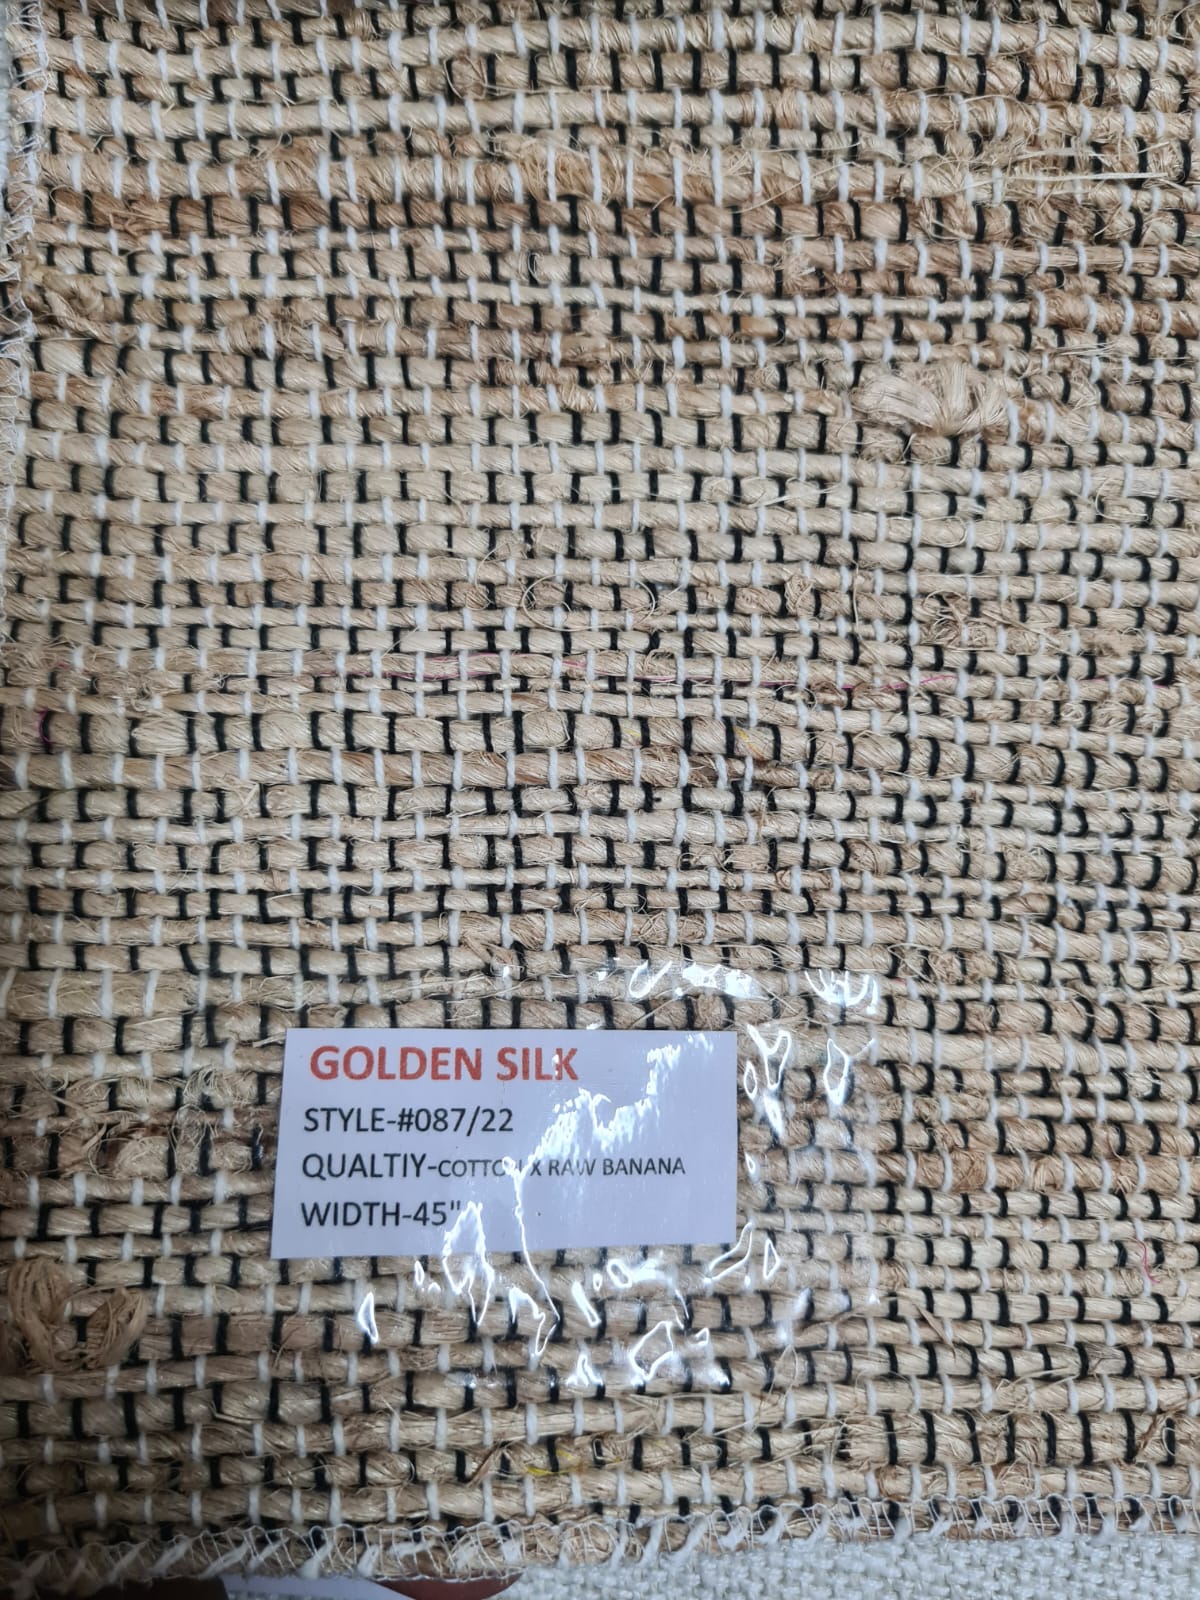 GOLDEN SILK
STYLE-#087/22
QUALTIY-COTTON X RAW BANANA
WIDTH-45"